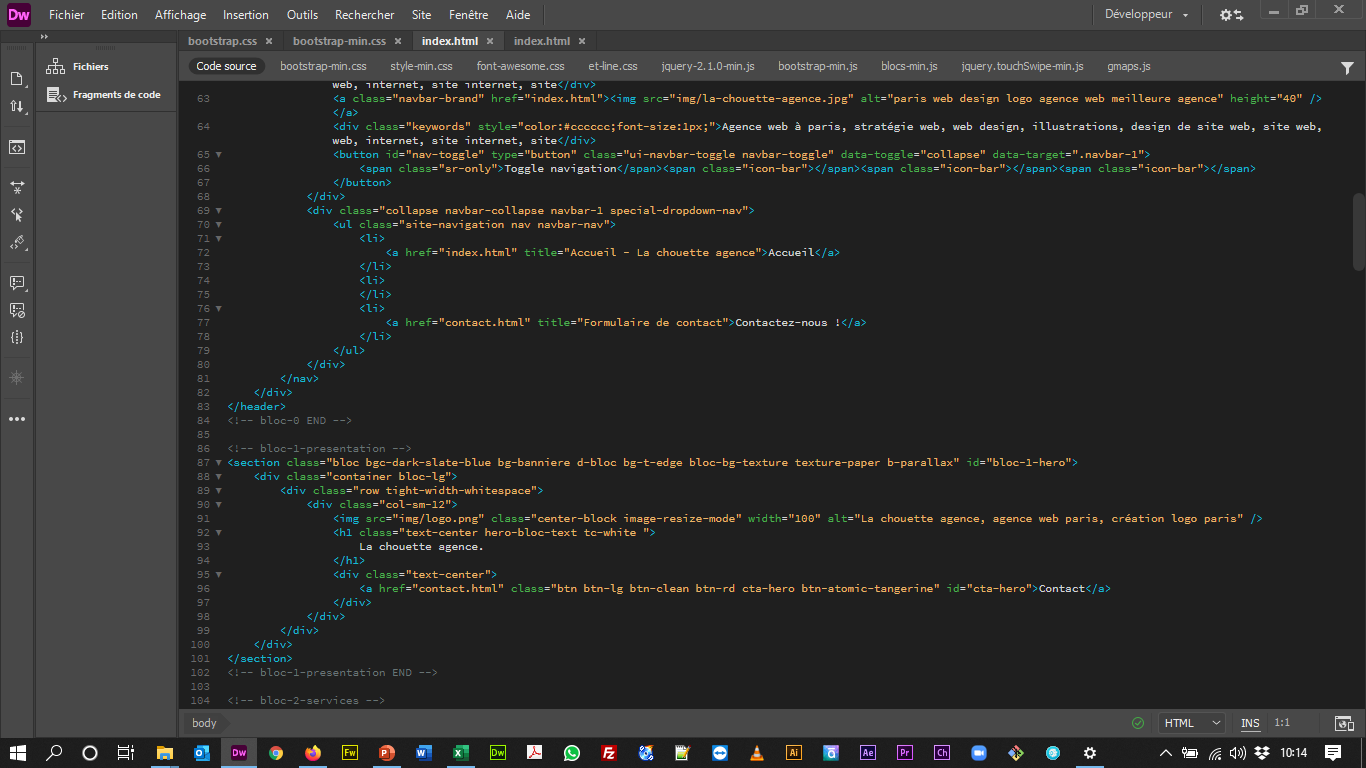 Dw Fichier Edition Affichage Insertion Outils Rechercher Site Fenêtre Aide Développeur
bootstrap.css × bootstrap-min.css × index.html × index.html ×
Fichiers
Fragments de code
Code source bootstrap-min.css style-min.css font-awesome.css et-line.css jquery-2.1.0-min.js bootstrap-min.js blocs-min.js jquery.touchSwipe-min.js gmaps.js
web, internet, site internet, site</div>
63 <a class="navbar-brand" href="index.html"><img src="img/la-chouette-agence.jpg" alt="paris web design logo agence web meilleure agence" height="40" />
</a>
64 <div class="keywords" style="color:#cccccc;font-size:1px;">Agence web à paris, stratégie web, web design, illustrations, design de site web, site web,
web, internet, site internet, site</div>
65 <button id="nav-toggle" type="button" class="ui-navbar-toggle navbar-toggle" data-toggle="collapse" data-target=".navbar-1">
66 <span class="sr-only">Toggle navigation</span><span class="icon-bar"></span><span class="icon-bar"></span><span class="icon-bar"></span>
67 </button>
68 </div>
69 <div class="collapse navbar-collapse navbar-1 special-dropdown-nav">
70 <ul class="site-navigation nav navbar-nav">
71 <li>
72 <a href="index.html" title="Accueil - La chouette agence">Accueil</a>
73 </li>
74 <li>
75 </li>
76 <li>
77 <a href="contact.html" title="Formulaire de contact">Contactez-nous !</a>
78 </li>
79 </ul>
80 </div>
81 </nav>
82 </div>
83 </header>
84 <!-- bloc-0 END -->
85
86 <!-- bloc-1-presentation -->
87 <section class="bloc bgc-dark-slate-blue bg-banniere d-bloc bg-t-edge bloc-bg-texture texture-paper b-parallax" id="bloc-1-hero">
88 <div class="container bloc-lg">
89 <div class="row tight-width-whitespace">
90 <div class="col-sm-12">
91 <img src="img/logo.png" class="center-block image-resize-mode" width="100" alt="La chouette agence, agence web paris, création logo paris" />
92 <h1 class="text-center hero-bloc-text tc-white ">
93 La chouette agence.
94 </h1>
95 <div class="text-center">
96 <a href="contact.html" class="btn btn-lg btn-clean btn-rd cta-hero btn-atomic-tangerine" id="cta-hero">Contact</a>
97 </div>
98 </div>
99 </div>
100 </div>
101 </section>
102 <!-- bloc-1-presentation END -->
103
104 <!-- bloc-2-services -->
body HTML INS 1:1
Dw Fw P W X Dw Fz Ai Ae Pr Ch 10:14